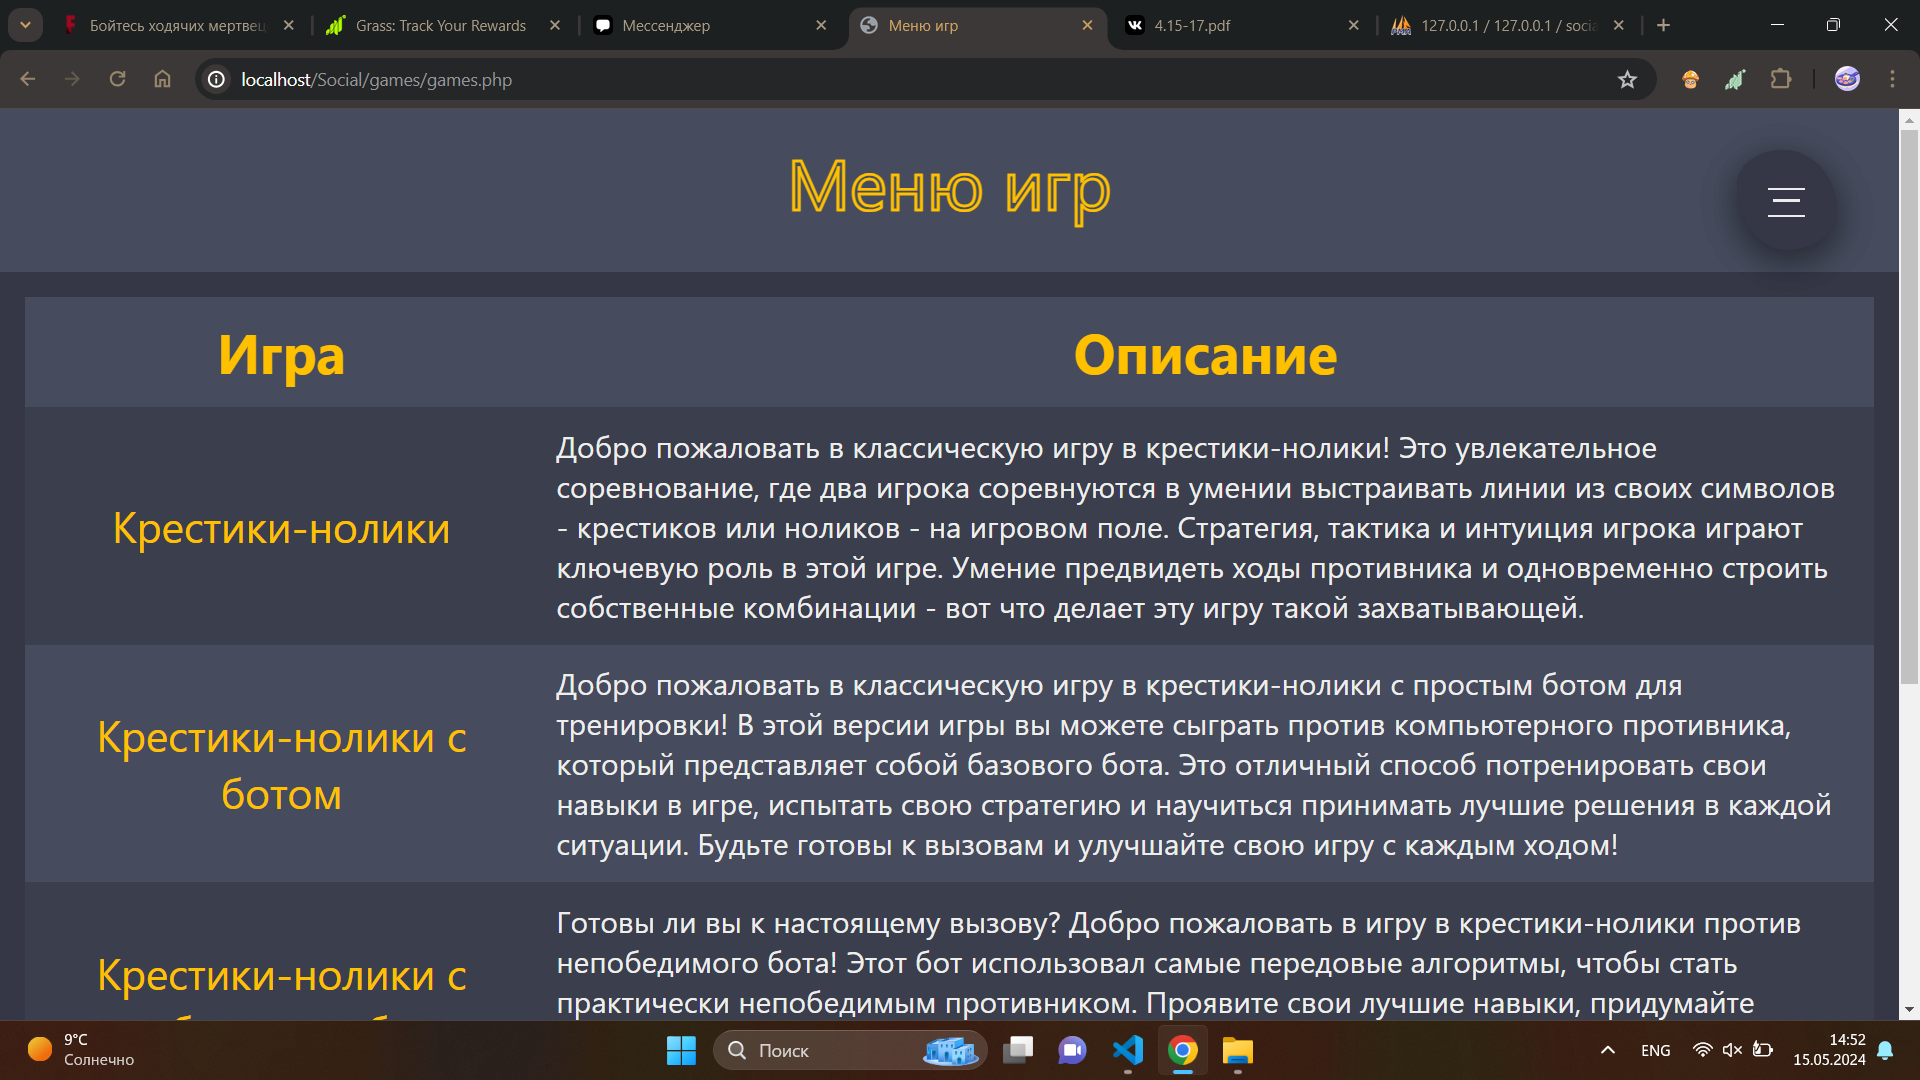 Бойтесь ходячих мертвец
Grass: Track Your Rewards
Мессенджер
Меню игр
4.15-17.pdf
127.0.0.1 / 127.0.0.1 / socia
localhost/Social/games/games.php
Меню игр
Игра
Описание
Крестики-нолики
Добро пожаловать в классическую игру в крестики-нолики! Это увлекательное
соревнование, где два игрока соревнуются в умении выстраивать линии из своих символов
- крестиков или ноликов - на игровом поле. Стратегия, тактика и интуиция игрока играют
ключевую роль в этой игре. Умение предвидеть ходы противника и одновременно строить
собственные комбинации - вот что делает эту игру такой захватывающей.
Крестики-нолики с
ботом
Добро пожаловать в классическую игру в крестики-нолики с простым ботом для
тренировки! В этой версии игры вы можете сыграть против компьютерного противника,
который представляет собой базового бота. Это отличный способ потренировать свои
навыки в игре, испытать свою стратегию и научиться принимать лучшие решения в каждой
ситуации. Будьте готовы к вызовам и улучшайте свою игру с каждым ходом!
Крестики-нолики с
Готовы ли вы к настоящему вызову? Добро пожаловать в игру в крестики-нолики против
непобедимого бота! Этот бот использовал самые передовые алгоритмы, чтобы стать
практически непобедимым противником. Проявите свои лучшие навыки, придумайте
9°C
Солнечно
Поиск
ENG
14:52
15.05.2024